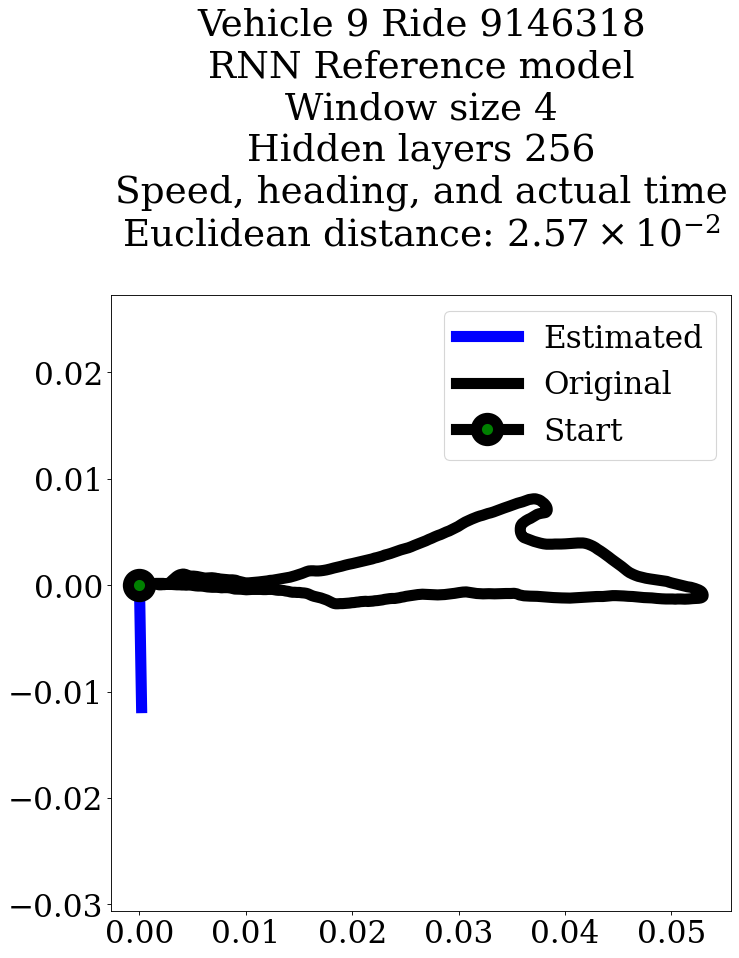 Vehicle 9 Ride 9146318
RNN Reference model
Window size 4
Hidden layers 256
Speed, heading, and actual time
Euclidean distance: 2.57 × 10⁻²
Estimated
Original
Start
0.02
0.01
0.00
−0.01
−0.02
−0.03
0.00 0.01 0.02 0.03 0.04 0.05